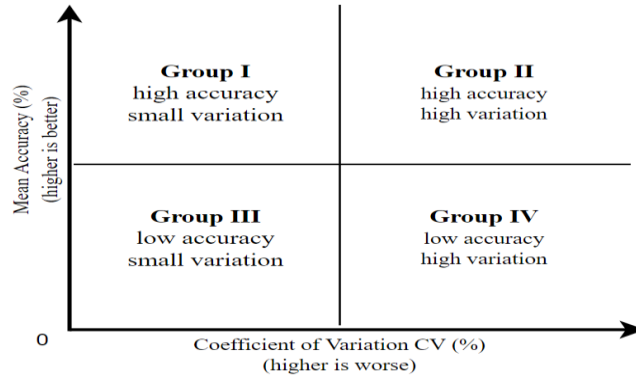 Mean Accuracy (%)
(higher is better)
Group I
high accuracy
small variation
Group II
high accuracy
high variation
Group III
low accuracy
small variation
Group IV
low accuracy
high variation
O
Coefficient of Variation CV (%)
(higher is worse)